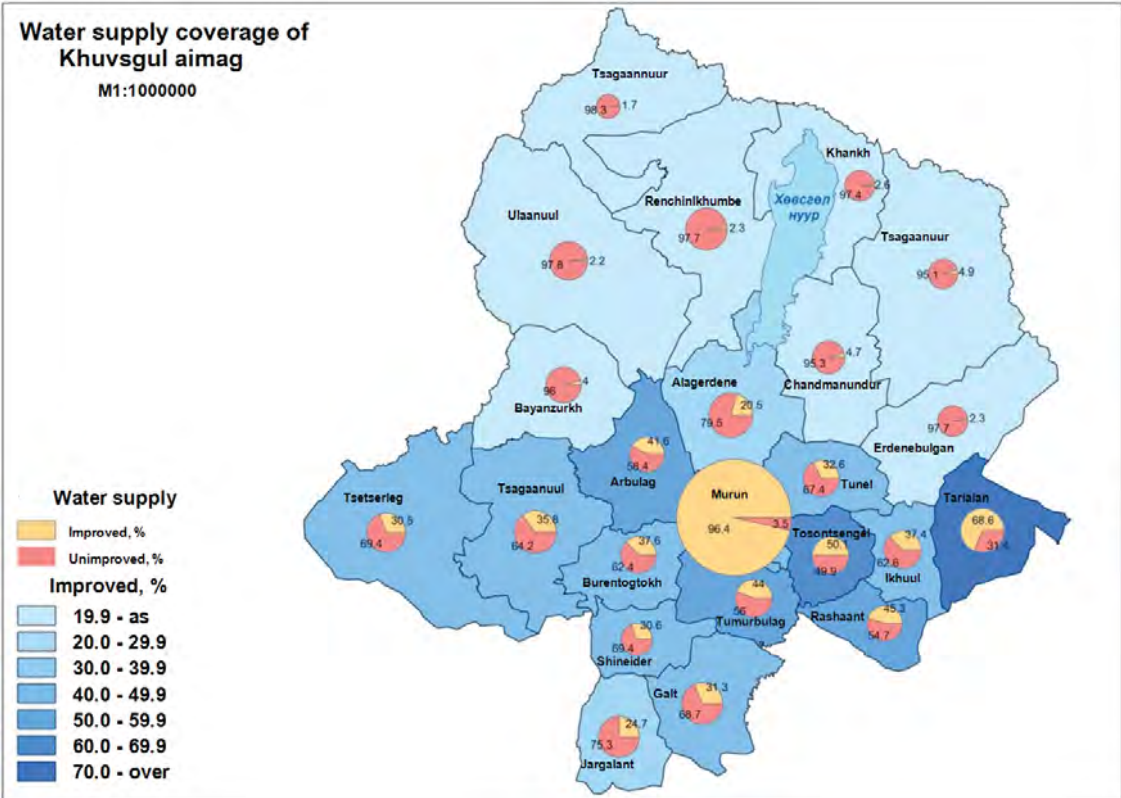 Water supply coverage of
Khuvsgul aimag
M1:1000000
Tsagaannuur
98.3 1.7
Khankh
97.4 2.6
Хөвсгөл
нуур
Renchinlkhumbe
97.7 2.3
Ulaanuul
97.8 2.2
Tsagaanuur
95.1 4.9
Chandmanundur
95.3 4.7
Bayanzurkh
96 4
Alagerdene
79.5 20.5
Erdenebulgan
97.7 2.3
Arbulag
58.4 41.6
Murun
96.4 3.5
Tunel
67.4 32.6
Tarialan
68.6
31.4
Tsetserleg
69.4 30.5
Tsagaanuul
64.2 35.8
Burentogtokh
62.4 37.6
Tosontsengel
50.1
49.9
Ikhuul
62.6 37.4
Tumurbulag
56 44
Rashaant
54.7 45.3
Shineider
69.4 30.6
Galt
68.7 31.3
Jargalant
75.3 24.7
Water supply
Improved, %
Unimproved, %
Improved, %
19.9 - as
20.0 - 29.9
30.0 - 39.9
40.0 - 49.9
50.0 - 59.9
60.0 - 69.9
70.0 - over